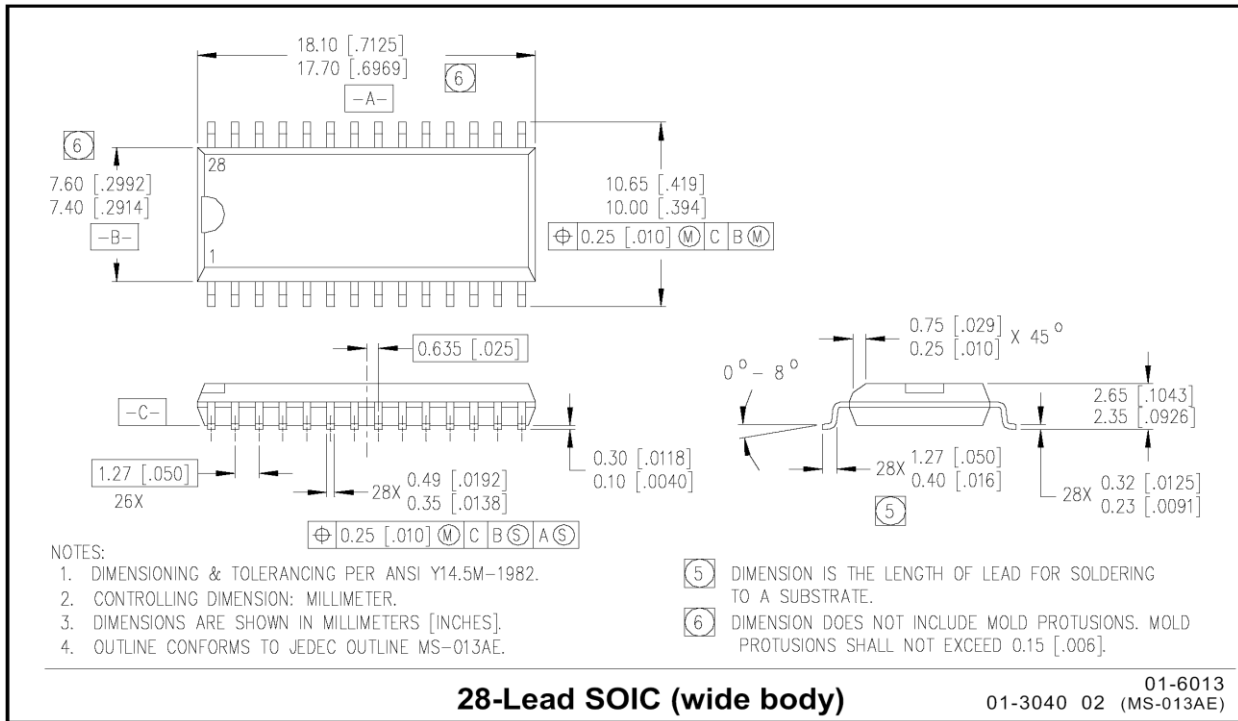 18.10 [.7125]
17.70 [.6969]
6
-A-
6
28
7.60 [.2992]
7.40 [.2914]
-B-
1
10.65 [.419]
10.00 [.394]
⌖ 0.25 [.010] Ⓜ C B Ⓜ
0.635 [.025]
-C-
1.27 [.050]
26X
28X 0.49 [.0192]
0.35 [.0138]
⌖ 0.25 [.010] Ⓜ C B Ⓢ A Ⓢ
0.30 [.0118]
0.10 [.0040]
0.75 [.029]
0.25 [.010] X 45°
0° - 8°
2.65 [.1043]
2.35 [.0926]
28X 1.27 [.050]
0.40 [.016]
5
28X 0.32 [.0125]
0.23 [.0091]
NOTES:
1. DIMENSIONING & TOLERANCING PER ANSI Y14.5M-1982.
2. CONTROLLING DIMENSION: MILLIMETER.
3. DIMENSIONS ARE SHOWN IN MILLIMETERS [INCHES].
4. OUTLINE CONFORMS TO JEDEC OUTLINE MS-013AE.
5 DIMENSION IS THE LENGTH OF LEAD FOR SOLDERING
TO A SUBSTRATE.
6 DIMENSION DOES NOT INCLUDE MOLD PROTUSIONS. MOLD
PROTUSIONS SHALL NOT EXCEED 0.15 [.006].
28-Lead SOIC (wide body)
01-6013
01-3040 02 (MS-013AE)